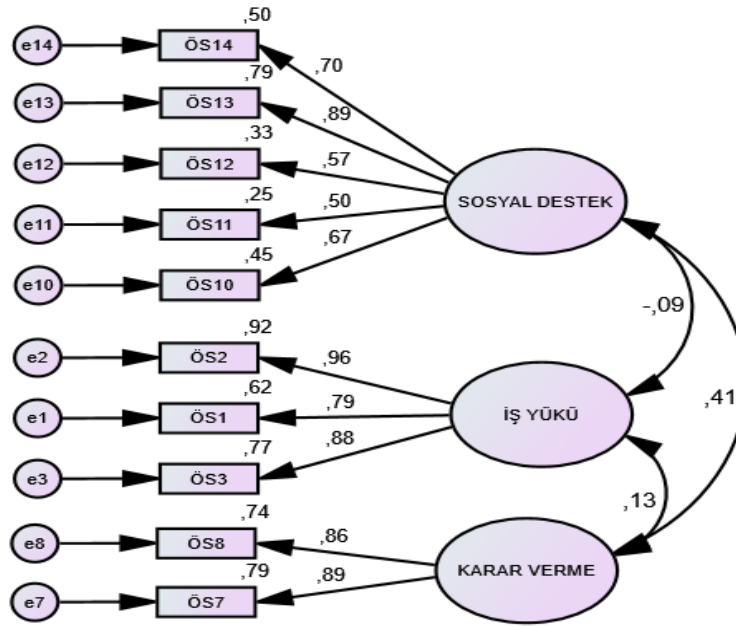 ,50
e14 ÖS14 ,70
,79
e13 ÖS13 ,89
,33
e12 ÖS12 ,57
SOSYAL DESTEK
,25
e11 ÖS11 ,50
,67
,45
e10 ÖS10
-,09
,92
e2 ÖS2 ,96
,62
e1 ÖS1 ,79
İŞ YÜKÜ
,41
,77
e3 ÖS3 ,88
,13
,74
e8 ÖS8 ,86
KARAR VERME
,79
e7 ÖS7 ,89